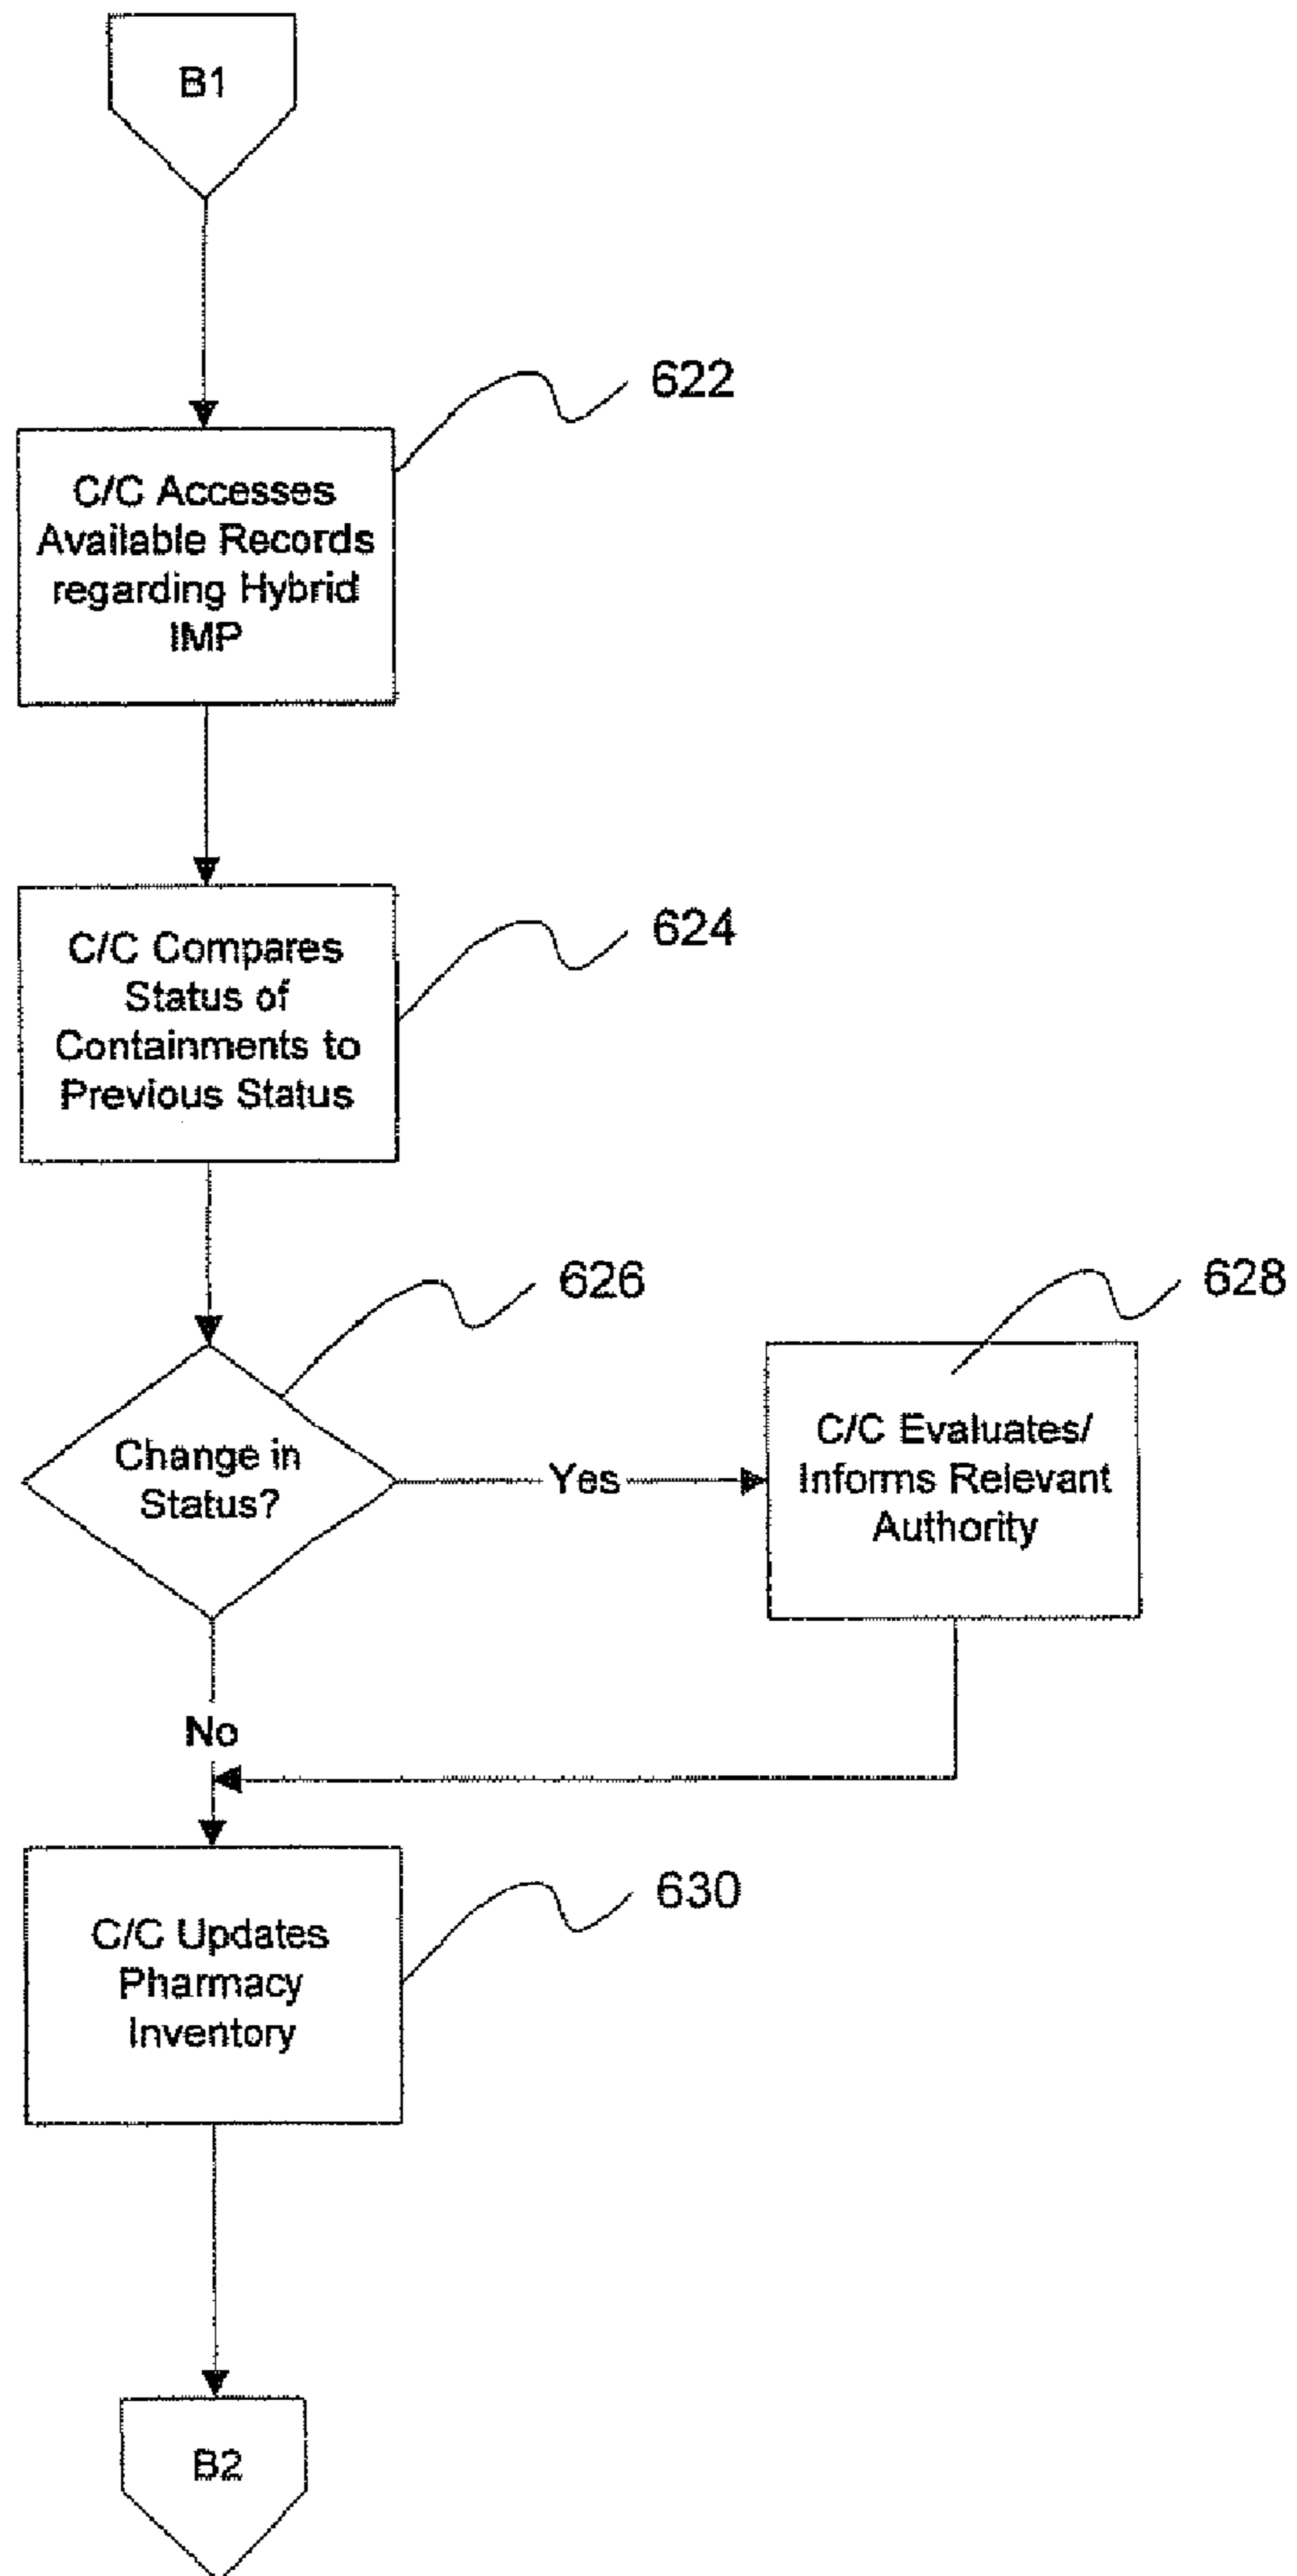 B1
622
C/C Accesses
Available Records
regarding Hybrid
IMP
624
C/C Compares
Status of
Containments to
Previous Status
626
Change in
Status?
Yes
628
C/C Evaluates/
Informs Relevant
Authority
No
630
C/C Updates
Pharmacy
Inventory
B2